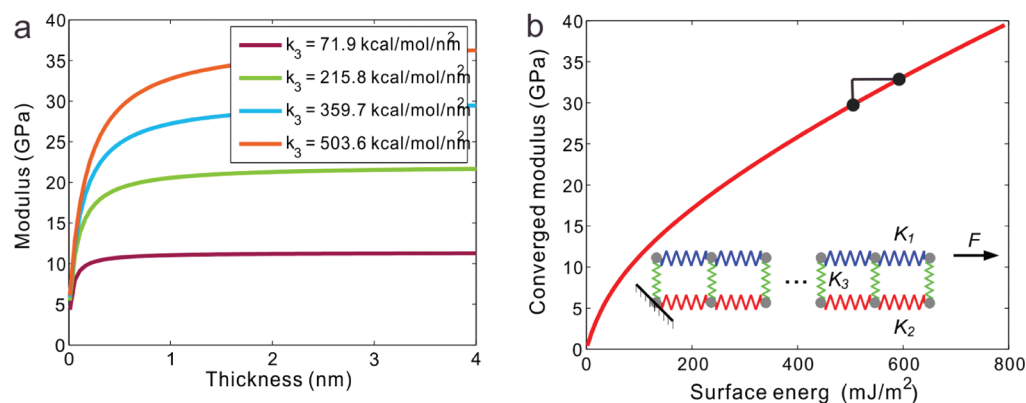 a
k3 = 71.9 kcal/mol/nm2
k3 = 215.8 kcal/mol/nm2
k3 = 359.7 kcal/mol/nm2
k3 = 503.6 kcal/mol/nm2
Modulus (GPa)
40
35
30
25
20
15
10
5
0
0
1
2
3
4
Thickness (nm)
b
Converged modulus (GPa)
40
35
30
25
20
15
10
5
0
K1
F
K3
...
K2
0
200
400
600
800
Surface energ (mJ/m2)